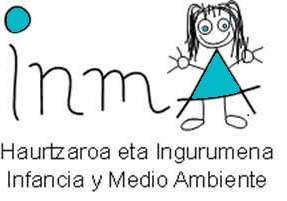 inma
Haurtzaroa eta Ingurumena
Infancia y Medio Ambiente